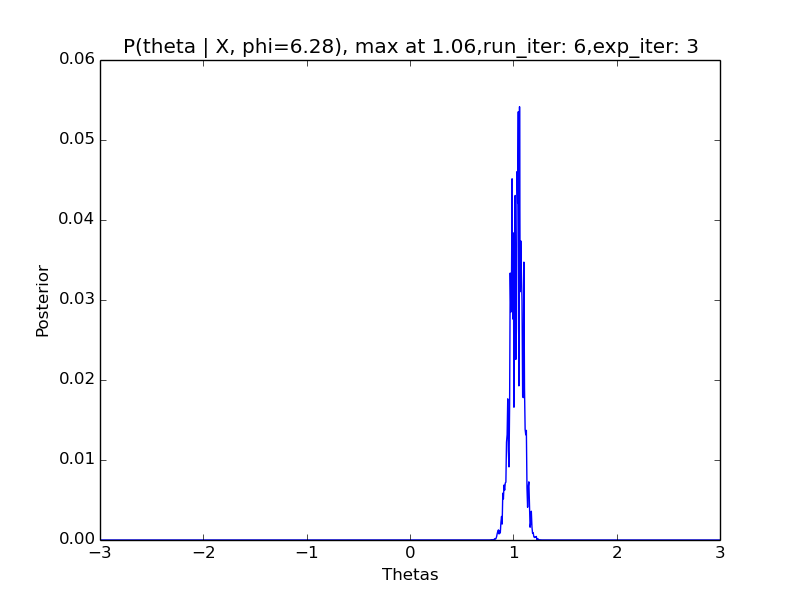 P(theta | X, phi=6.28), max at 1.06,run_iter: 6,exp_iter: 3
0.06
0.05
0.04
0.03
0.02
0.01
0.00
Posterior
−3 −2 −1 0 1 2 3
Thetas